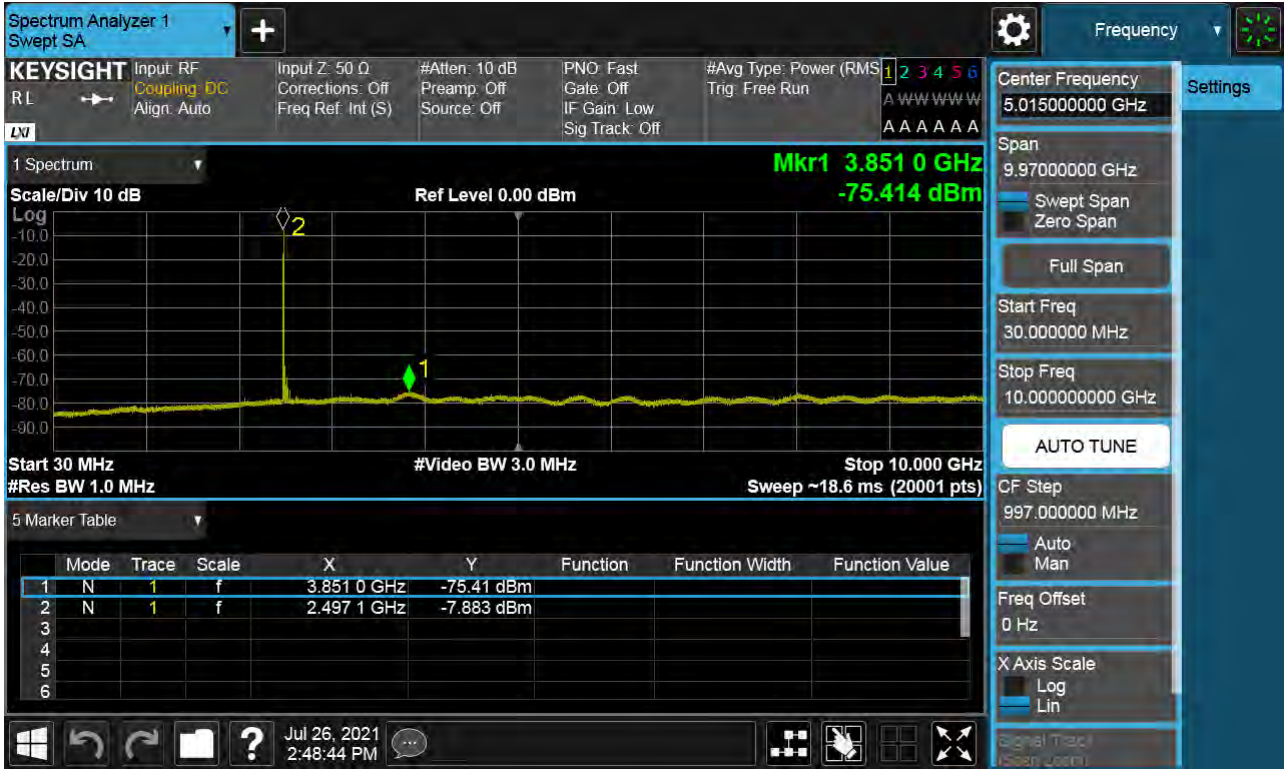 Spectrum Analyzer 1
Swept SA
+
Frequency
KEYSIGHT
RL
LXI
Input: RF
Coupling: DC
Align: Auto
Input Z: 50 Ω
Corrections: Off
Freq Ref: Int (S)
#Atten: 10 dB
Preamp: Off
Source: Off
PNO: Fast
Gate: Off
IF Gain: Low
Sig Track: Off
#Avg Type: Power (RMS
Trig: Free Run
1 2 3 4 5 6
A W W W W W
A A A A A A
1 Spectrum
Mkr1 3.851 0 GHz
-75.414 dBm
Scale/Div 10 dB
Ref Level 0.00 dBm
Log
-10.0
-20.0
-30.0
-40.0
-50.0
-60.0
-70.0
-80.0
-90.0
2
1
Start 30 MHz
#Video BW 3.0 MHz
Stop 10.000 GHz
#Res BW 1.0 MHz
Sweep ~18.6 ms (20001 pts)
5 Marker Table
Mode Trace Scale X Y Function Function Width Function Value
1 N 1 f 3.851 0 GHz -75.41 dBm
2 N 1 f 2.497 1 GHz -7.883 dBm
3
4
5
6
Jul 26, 2021
2:48:44 PM
Center Frequency
5.015000000 GHz
Settings
Span
9.97000000 GHz
Swept Span
Zero Span
Full Span
Start Freq
30.000000 MHz
Stop Freq
10.000000000 GHz
AUTO TUNE
CF Step
997.000000 MHz
Auto
Man
Freq Offset
0 Hz
X Axis Scale
Log
Lin
Signal Track
(Span Zoom)